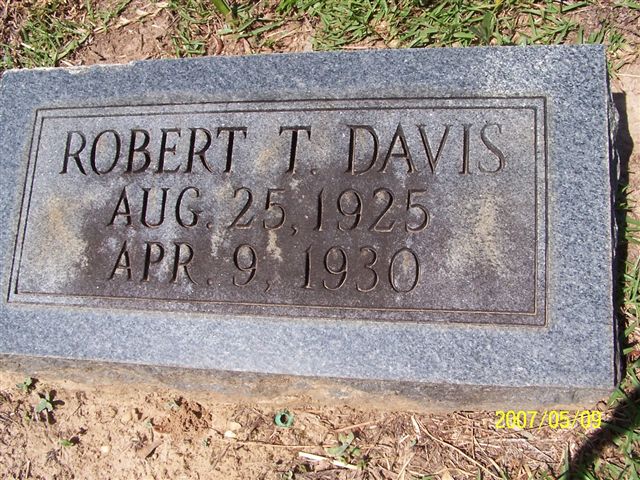 ROBERT T. DAVIS
AUG. 25, 1925
APR. 9, 1930
2007/05/09